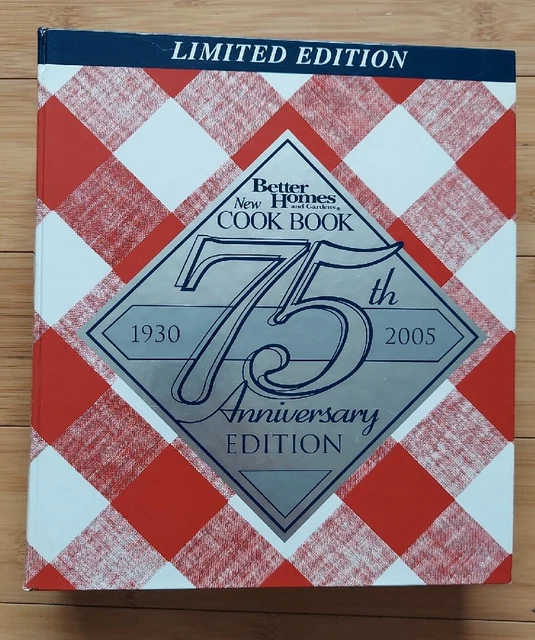 LIMITED EDITION
Better
Homes
and Gardens®
New
COOK BOOK
75th
1930 2005
Anniversary
EDITION